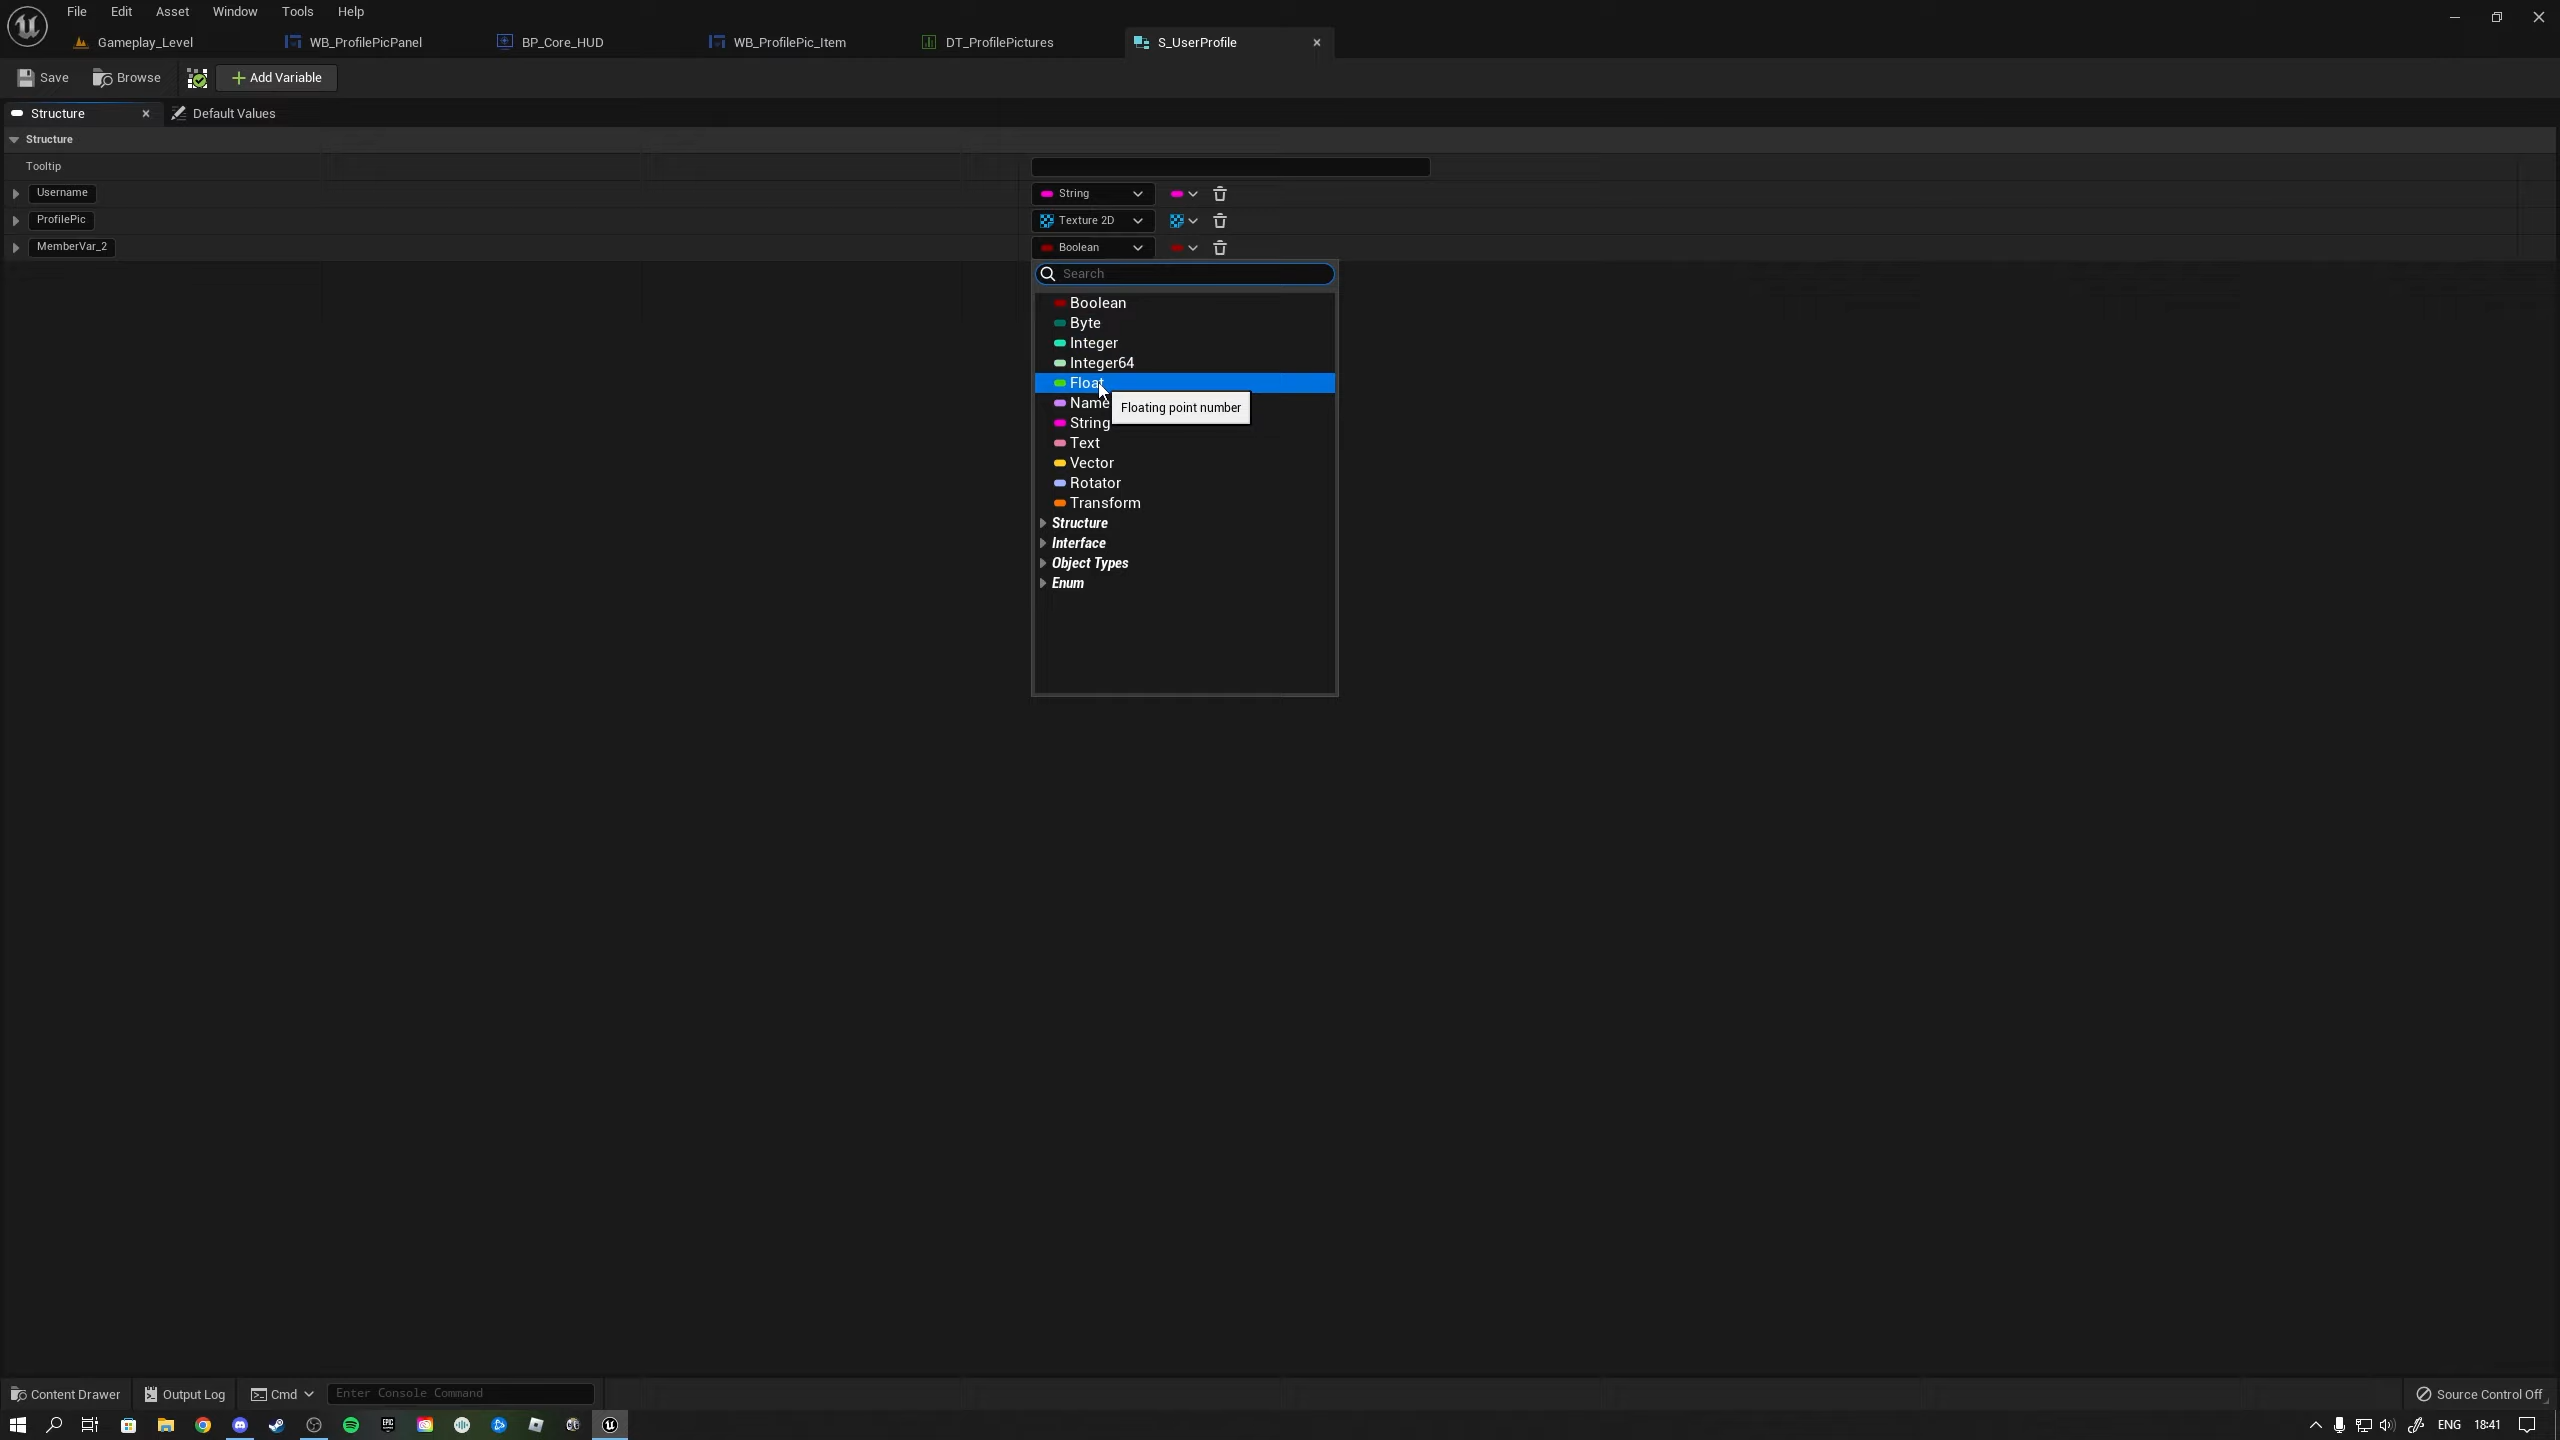 File Edit Asset Window Tools Help
Gameplay_Level WB_ProfilePicPanel BP_Core_HUD WB_ProfilePic_Item DT_ProfilePictures S_UserProfile
Save Browse Add Variable
Structure Default Values
Structure
Tooltip
Username String
ProfilePic Texture 2D
MemberVar_2 Boolean
Search
Boolean
Byte
Integer
Integer64
Float
Name
Floating point number
String
Text
Vector
Rotator
Transform
Structure
Interface
Object Types
Enum
Content Drawer Output Log Cmd Enter Console Command Source Control Off
EPIC ENG 18:41